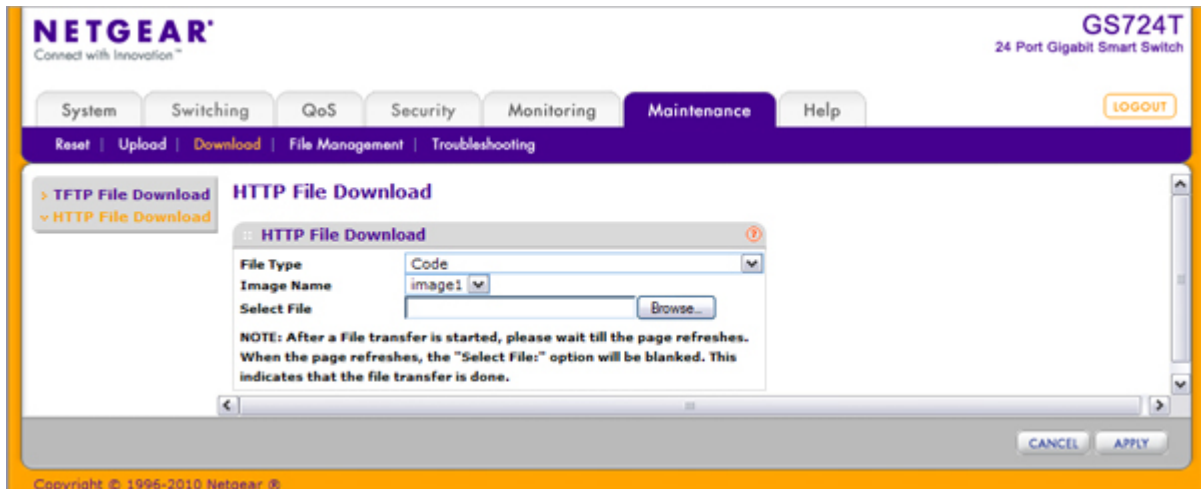 NETGEAR®
Connect with Innovation™
GS724T
24 Port Gigabit Smart Switch
System Switching QoS Security Monitoring Maintenance Help LOGOUT
Reset | Upload | Download | File Management | Troubleshooting
TFTP File Download
HTTP File Download
HTTP File Download
HTTP File Download ?
File Type Code
Image Name image1
Select File Browse...
NOTE: After a File transfer is started, please wait till the page refreshes.
When the page refreshes, the "Select File:" option will be blanked. This
indicates that the file transfer is done.
CANCEL APPLY
Copyright © 1996-2010 Netgear ®